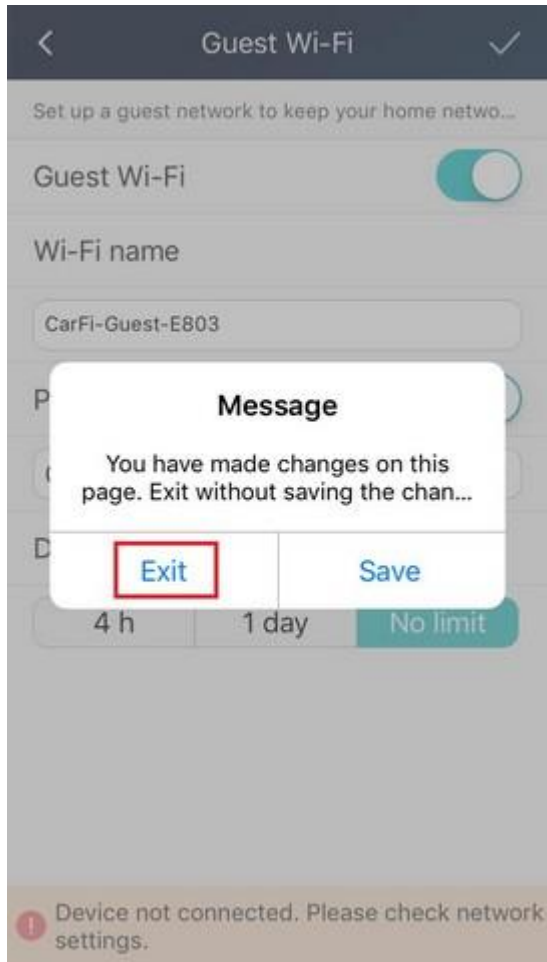 Guest Wi-Fi
Set up a guest network to keep your home netwo...
Guest Wi-Fi
Wi-Fi name
CarFi-Guest-E803
P
Message
You have made changes on this
page. Exit without saving the chan...
D
Exit
Save
4 h
1 day
No limit
Device not connected. Please check network
settings.